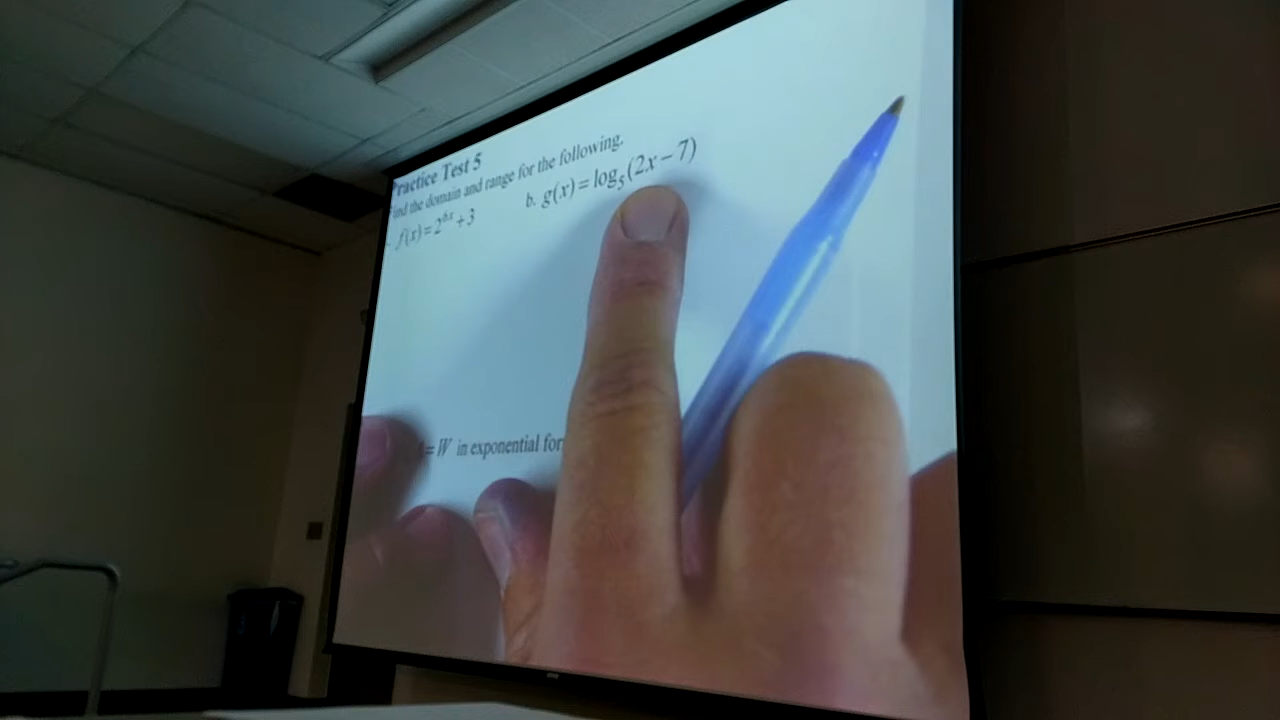 Practice Test 5
Find the domain and range for the following.
f(x) = 2^{6x} + 3 b. g(x) = log_5 (2x − 7)
= W in exponential for